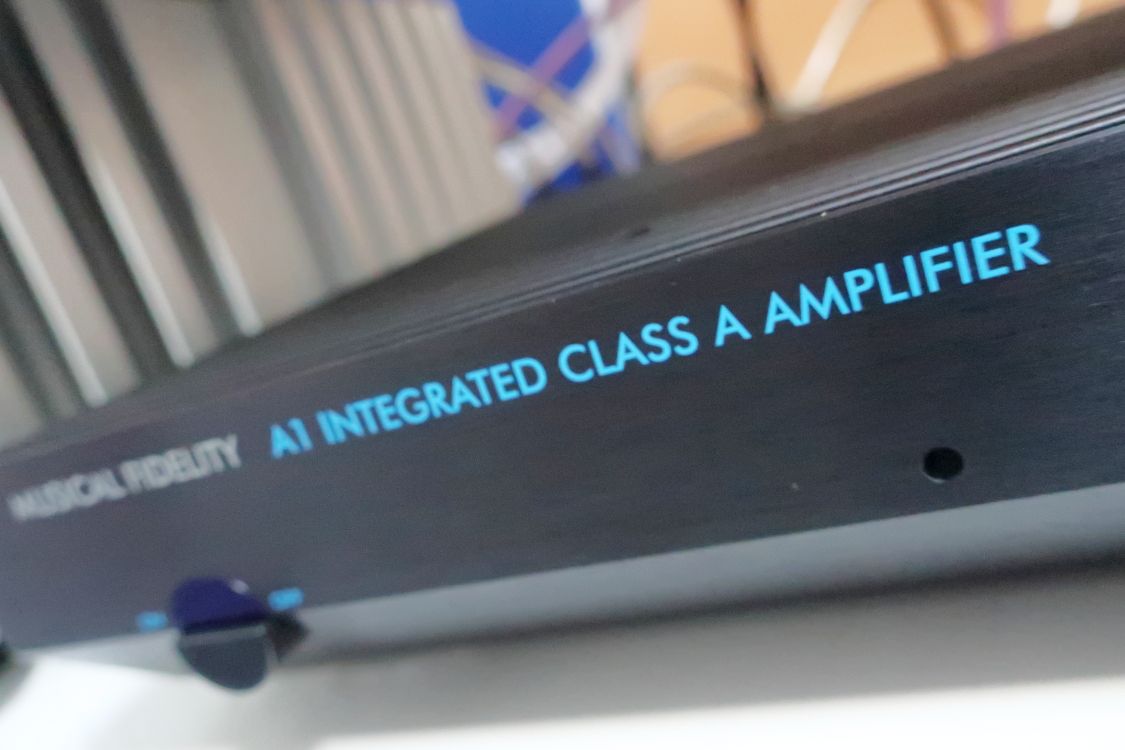 MUSICAL FIDELITY A1 INTEGRATED CLASS A AMPLIFIER